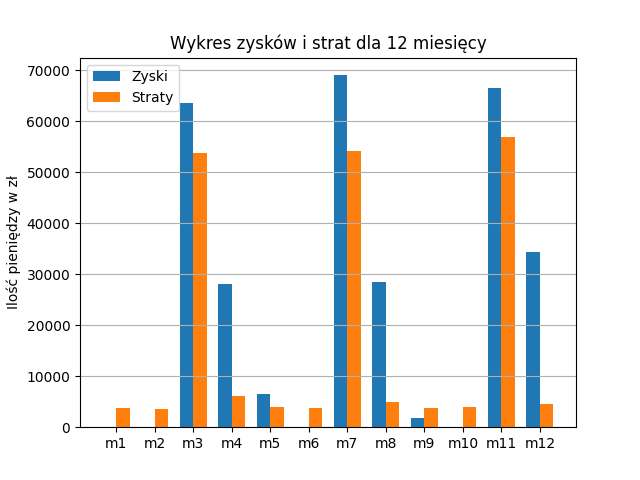 Wykres zysków i strat dla 12 miesięcy
Zyski
Straty
Ilość pieniędzy w zł
70000
60000
50000
40000
30000
20000
10000
0
m1 m2 m3 m4 m5 m6 m7 m8 m9 m10 m11 m12